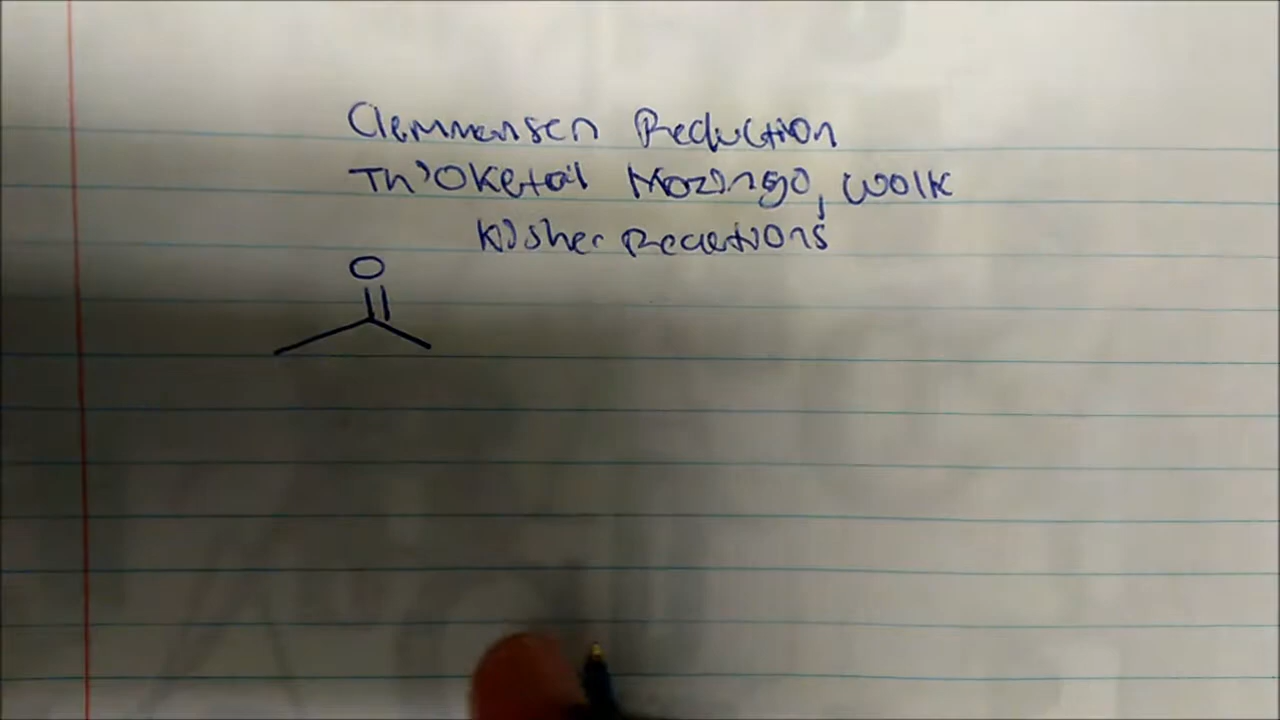 Clemmensen Reduction
Thioketal Mozingo, Wolk
Kisher Reactions
O